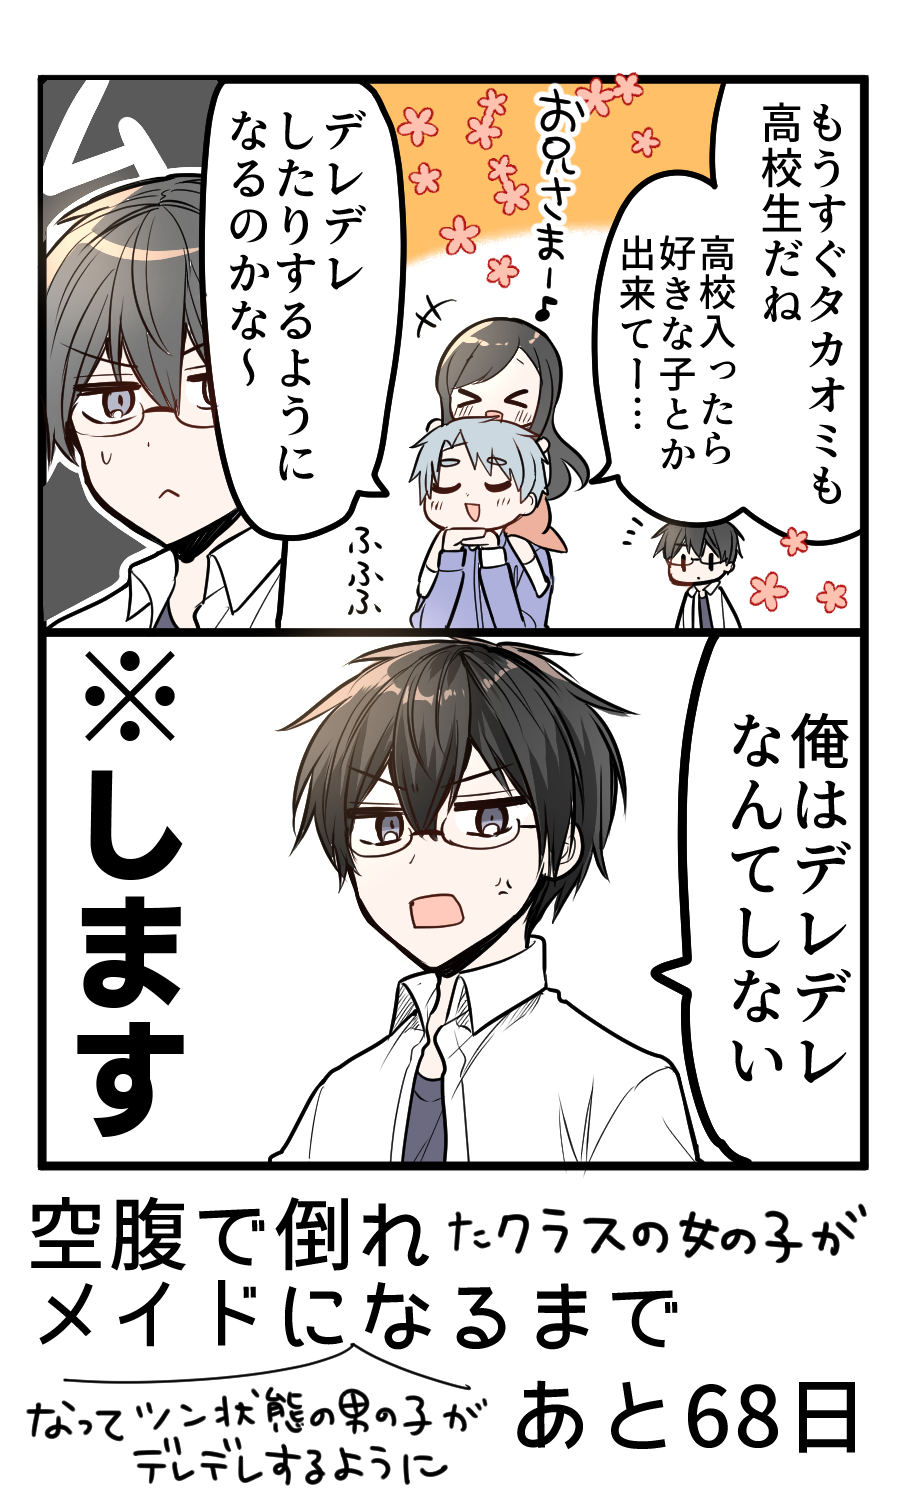 もうすぐタカオミも
高校生だね
高校入ったら
好きな子とか
出来てー…
お兄さまー♪
デレデレ
したりするように
なるのかな〜
ふふふ
ム
俺はデレデレ
なんてしない
※します
空腹で倒れたクラスの女の子が
メイドになるまで
なってツン状態の男の子が
デレデレするように
あと68日